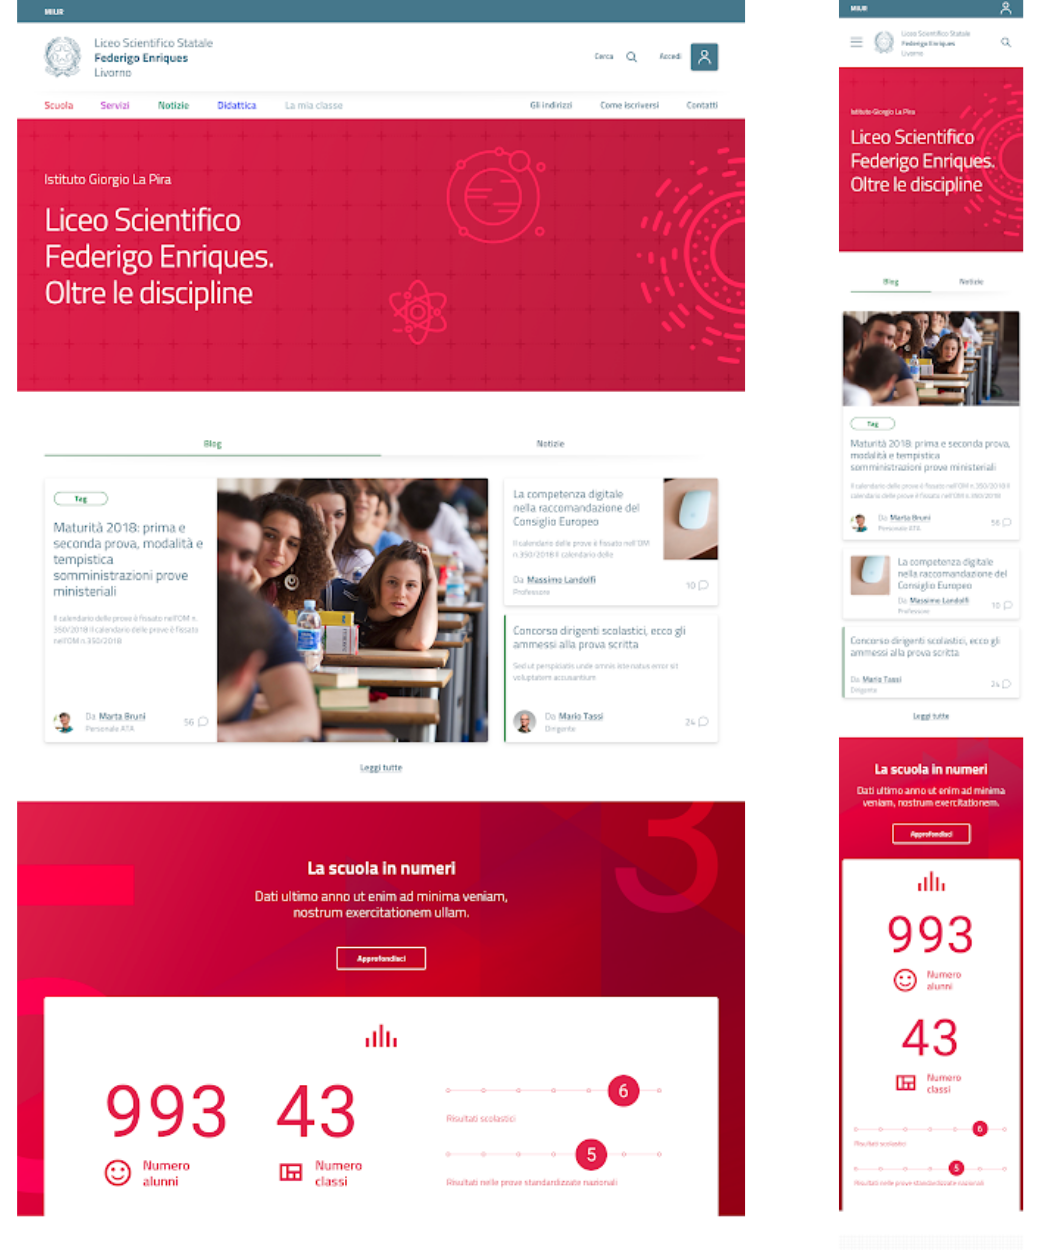 MIUR
Liceo Scientifico Statale
Federigo Enriques
Livorno
Cerca
Accedi
Scuola
Servizi
Notizie
Didattica
La mia classe
Gli indirizzi
Come iscriversi
Contatti
Istituto Giorgio La Pira
Liceo Scientifico
Federigo Enriques.
Oltre le discipline
Blog
Notizie
Tag
Maturità 2018: prima e
seconda prova, modalità e
tempistica
somministrazioni prove
ministeriali
Il calendario delle prove è fissato nell'OM n.
350/2018 Il calendario delle prove è fissato
nell'OM n.350/2018
Da Marta Bruni
Personale ATA
56
La competenza digitale
nella raccomandazione del
Consiglio Europeo
Il calendario delle prove è fissato nell'OM
n.350/2018 Il calendario delle
Da Massimo Landolfi
Professore
10
Concorso dirigenti scolastici, ecco gli
ammessi alla prova scritta
Sed ut perspiciatis unde omnis iste natus error sit
voluptatem accusantium
Da Mario Tassi
Dirigente
24
Leggi tutte
La scuola in numeri
Dati ultimo anno ut enim ad minima veniam,
nostrum exercitationem ullam.
Approfondisci
993
Numero
alunni
43
Numero
classi
6
Risultati scolastici
5
Risultati nelle prove standardizzate nazionali
MIUR
Liceo Scientifico Statale
Federigo Enriques
Livorno
Istituto Giorgio La Pira
Liceo Scientifico
Federigo Enriques.
Oltre le discipline
Blog
Notizie
Tag
Maturità 2018: prima e seconda prova,
modalità e tempistica
somministrazioni prove ministeriali
Il calendario delle prove è fissato nell'OM n. 350/2018 Il
calendario delle prove è fissato nell'OM n.350/2018
Da Marta Bruni
Personale ATA
56
La competenza digitale
nella raccomandazione del
Consiglio Europeo
Da Massimo Landolfi
Professore
10
Concorso dirigenti scolastici, ecco gli
ammessi alla prova scritta
Da Mario Tassi
Dirigente
24
Leggi tutte
La scuola in numeri
Dati ultimo anno ut enim ad minima
veniam, nostrum exercitationem.
Approfondisci
993
Numero
alunni
43
Numero
classi
6
Risultati scolastici
5
Risultati nelle prove standardizzate nazionali